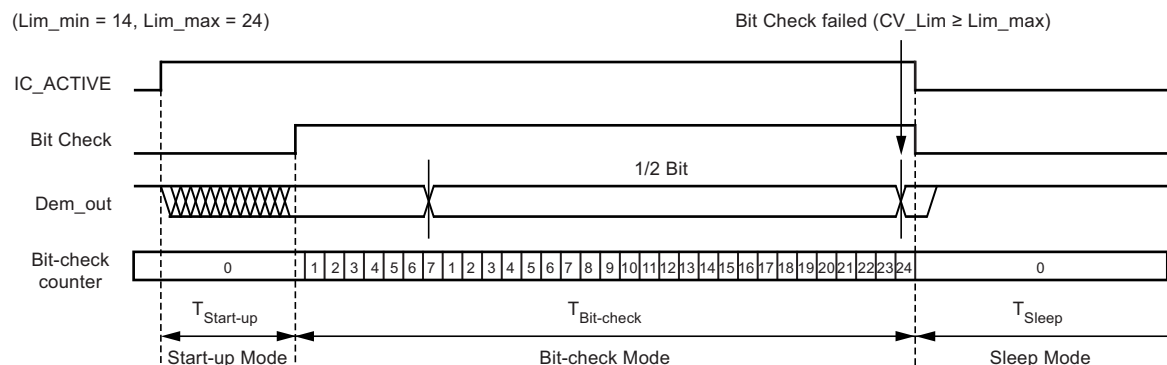 (Lim_min = 14, Lim_max = 24)
Bit Check failed (CV_Lim ≥ Lim_max)
IC_ACTIVE
Bit Check
1/2 Bit
Dem_out
Bit-check
counter
0 1 2 3 4 5 6 7 1 2 3 4 5 6 7 8 9 10 11 12 13 14 15 16 17 18 19 20 21 22 23 24 0
TStart-up TBit-check TSleep
Start-up Mode Bit-check Mode Sleep Mode